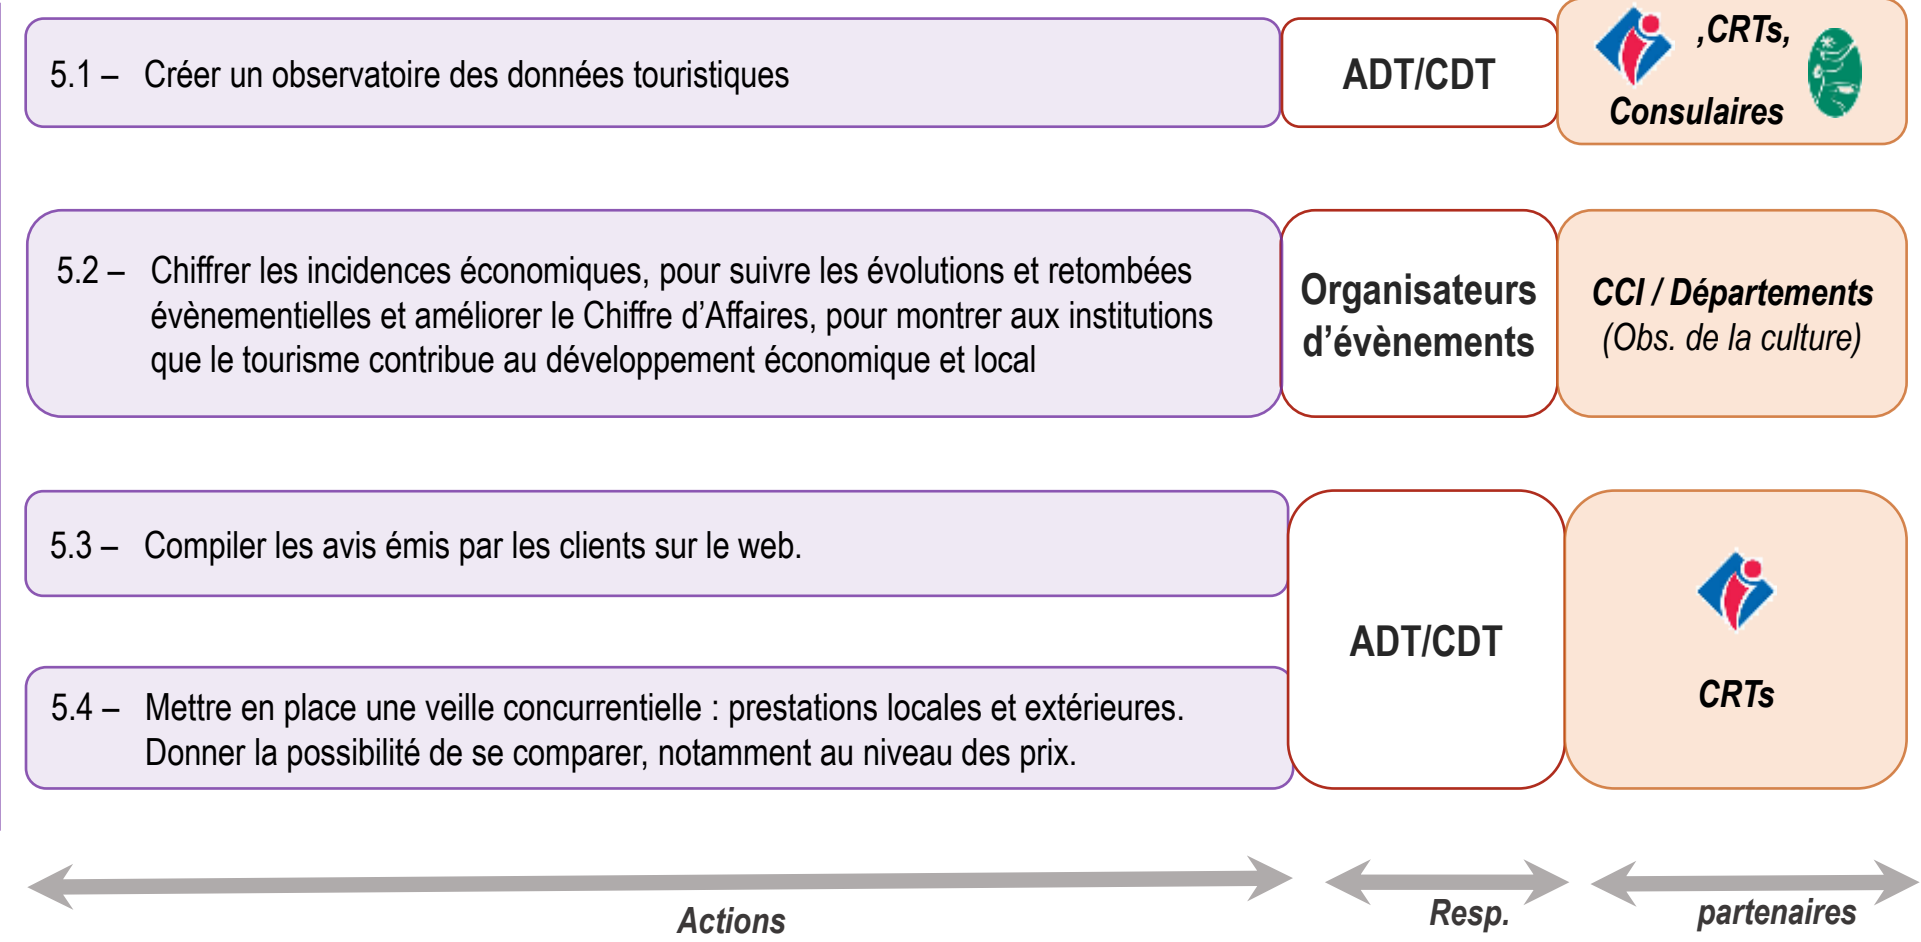 5.1 – Créer un observatoire des données touristiques
ADT/CDT
,CRTs,
Consulaires
5.2 – Chiffrer les incidences économiques, pour suivre les évolutions et retombées
évènementielles et améliorer le Chiffre d’Affaires, pour montrer aux institutions
que le tourisme contribue au développement économique et local
Organisateurs
d’évènements
CCI / Départements
(Obs. de la culture)
5.3 – Compiler les avis émis par les clients sur le web.
5.4 – Mettre en place une veille concurrentielle : prestations locales et extérieures.
Donner la possibilité de se comparer, notamment au niveau des prix.
ADT/CDT
CRTs
Actions
Resp.
partenaires